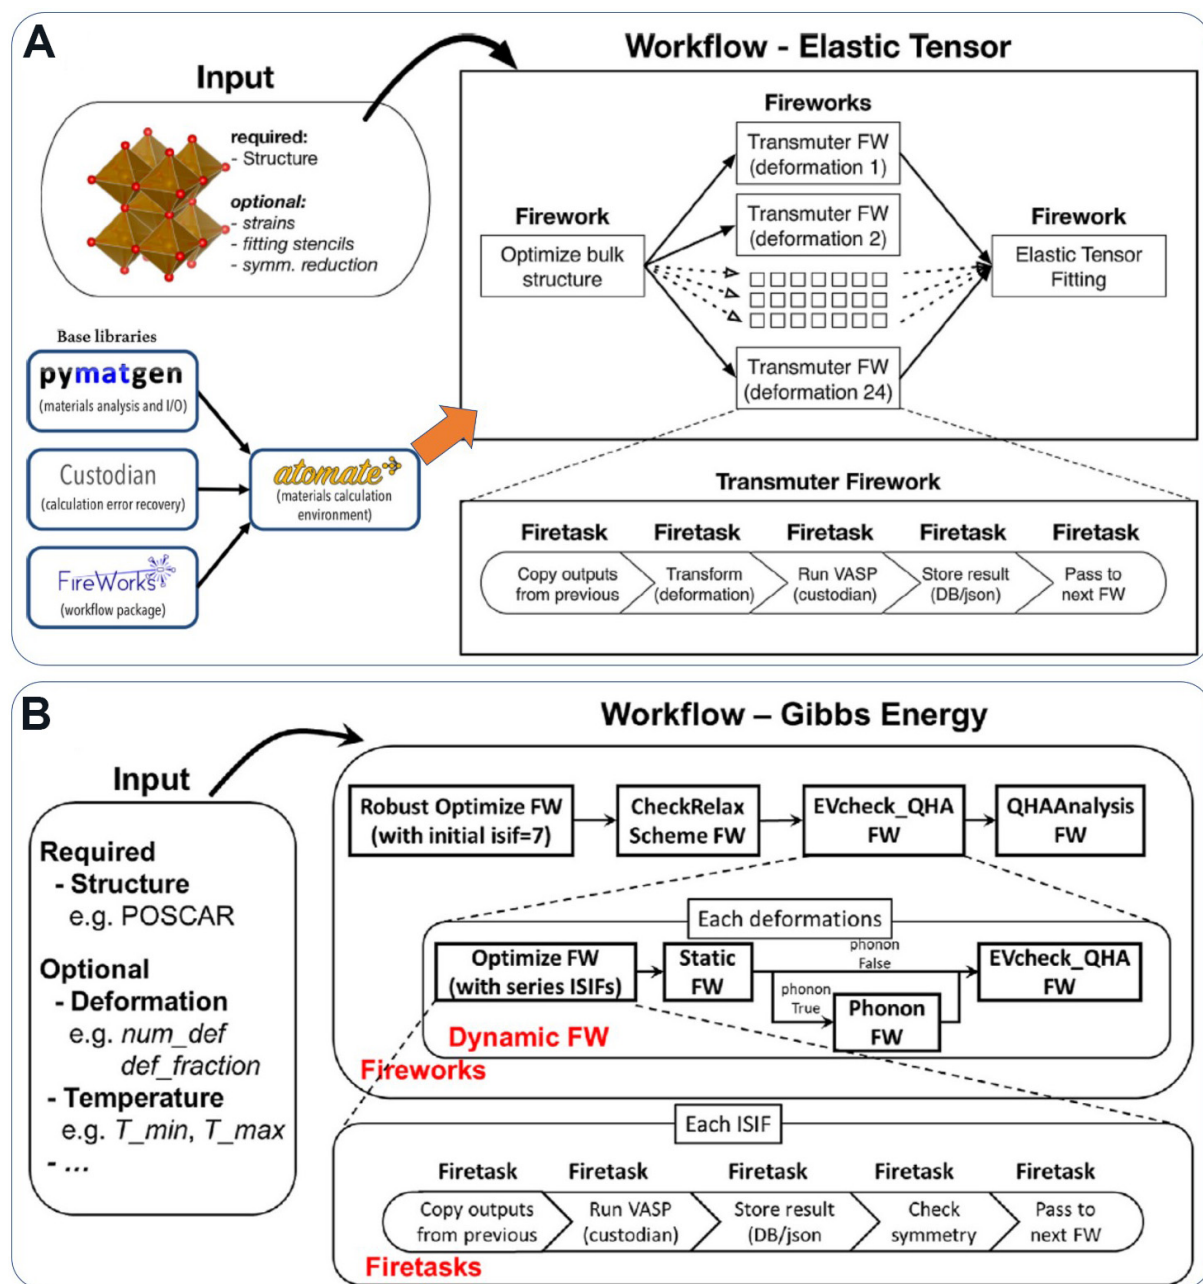 A
Input
required:
- Structure
optional:
- strains
- fitting stencils
- symm. reduction
Base libraries
pymatgen
(materials analysis and I/O)
Custodian
(calculation error recovery)
FireWorks
(workflow package)
atomate
(materials calculation
environment)
Workflow - Elastic Tensor
Fireworks
Transmuter FW
(deformation 1)
Transmuter FW
(deformation 2)
Transmuter FW
(deformation 24)
Firework
Optimize bulk
structure
Firework
Elastic Tensor
Fitting
Transmuter Firework
Firetask Firetask Firetask Firetask Firetask
Copy outputs
from previous
Transform
(deformation)
Run VASP
(custodian)
Store result
(DB/json)
Pass to
next FW
B
Input
Required
- Structure
e.g. POSCAR
Optional
- Deformation
e.g. num_def
def_fraction
- Temperature
e.g. T_min, T_max
- ...
Workflow – Gibbs Energy
Robust Optimize FW
(with initial isif=7)
CheckRelax
Scheme FW
EVcheck_QHA
FW
QHAAnalysis
FW
Each deformations
Optimize FW
(with series ISIFs)
Static
FW
phonon
False
phonon
True
Phonon
FW
EVcheck_QHA
FW
Dynamic FW
Fireworks
Each ISIF
Firetask Firetask Firetask Firetask Firetask
Copy outputs
from previous
Run VASP
(custodian)
Store result
(DB/json
Check
symmetry
Pass to
next FW
Firetasks